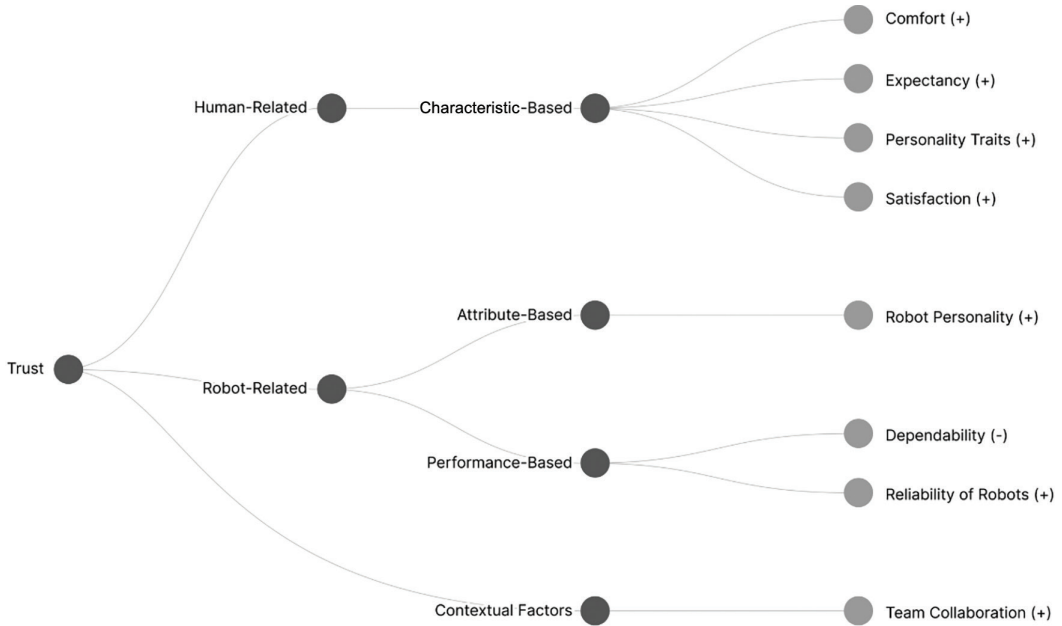 Comfort (+)
Expectancy (+)
Human-Related
Characteristic-Based
Personality Traits (+)
Satisfaction (+)
Attribute-Based
Robot Personality (+)
Trust
Robot-Related
Dependability (-)
Performance-Based
Reliability of Robots (+)
Contextual Factors
Team Collaboration (+)